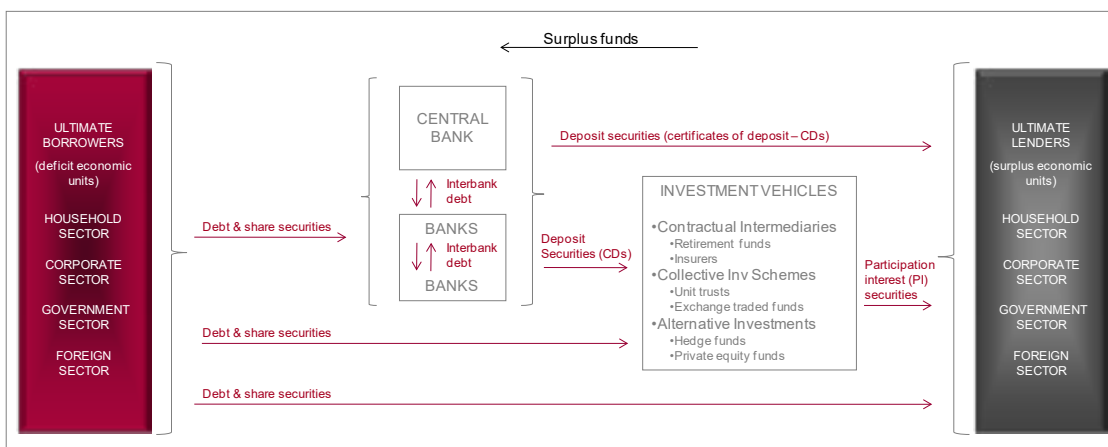 Surplus funds
ULTIMATE
BORROWERS
(deficit economic
units)
HOUSEHOLD
SECTOR
CORPORATE
SECTOR
GOVERNMENT
SECTOR
FOREIGN
SECTOR
Debt & share securities
Debt & share securities
Debt & share securities
CENTRAL
BANK
Interbank
debt
BANKS
Interbank
debt
BANKS
Deposit securities (certificates of deposit – CDs)
Deposit
Securities (CDs)
INVESTMENT VEHICLES
•Contractual Intermediaries
•Retirement funds
•Insurers
•Collective Inv Schemes
•Unit trusts
•Exchange traded funds
•Alternative Investments
•Hedge funds
•Private equity funds
Participation
interest (PI)
securities
ULTIMATE
LENDERS
(surplus economic
units)
HOUSEHOLD
SECTOR
CORPORATE
SECTOR
GOVERNMENT
SECTOR
FOREIGN
SECTOR